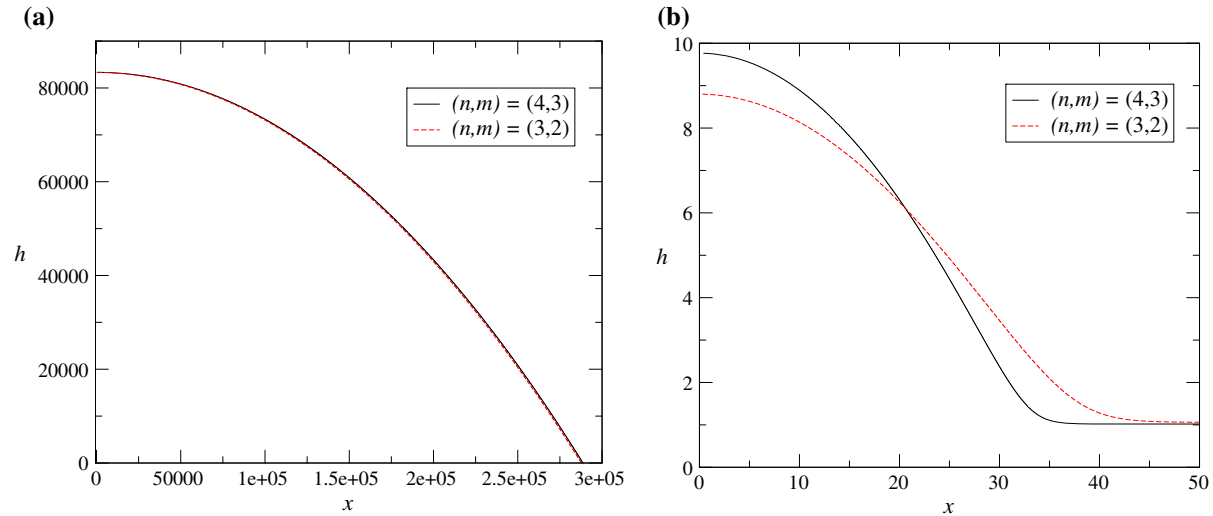 (a)
80000
60000
h
40000
20000
0
0 50000 1e+05 1.5e+05 2e+05 2.5e+05 3e+05
x
(n,m) = (4,3)
(n,m) = (3,2)
(b)
10
8
6
h
4
2
0
0 10 20 30 40 50
x
(n,m) = (4,3)
(n,m) = (3,2)